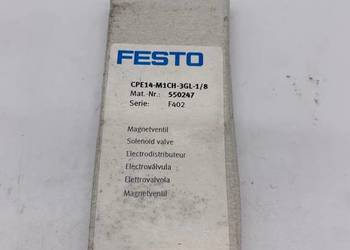 FESTO
CPE14-M1CH-3GL-1/8
Mat.-Nr.: 550247
Serie: F402
Magnetventil
Solenoid valve
Electrodistributeur
Electroválvula
Elettrovalvola
Magnetventil